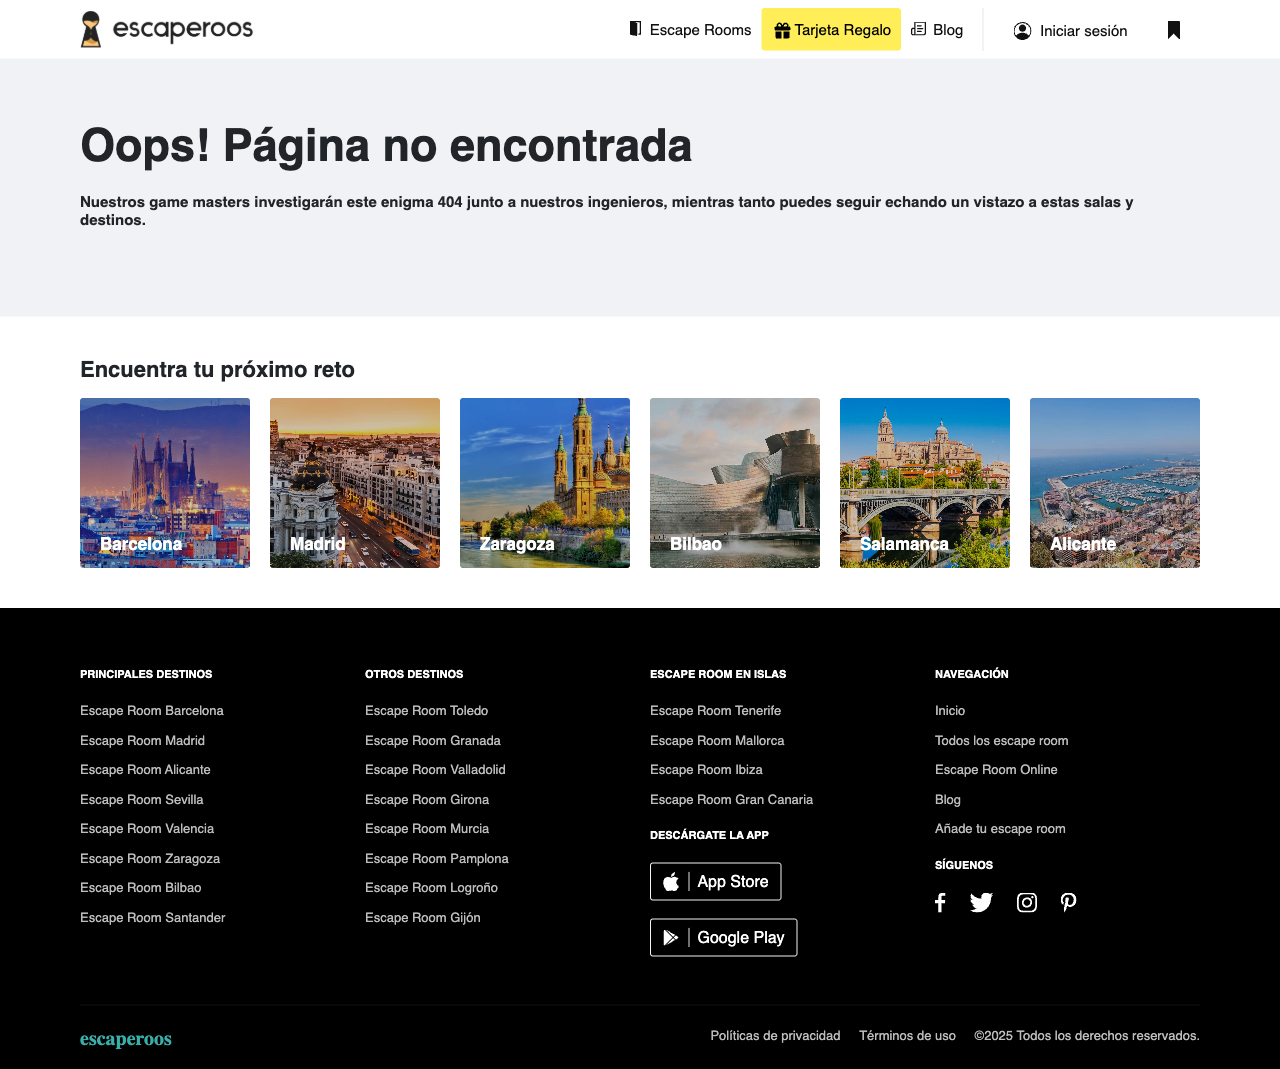 escaperoos
Escape Rooms
Tarjeta Regalo
Blog
Iniciar sesión
Oops! Página no encontrada
Nuestros game masters investigarán este enigma 404 junto a nuestros ingenieros, mientras tanto puedes seguir echando un vistazo a estas salas y
destinos.
Encuentra tu próximo reto
Barcelona
Madrid
Zaragoza
Bilbao
Salamanca
Alicante
PRINCIPALES DESTINOS
Escape Room Barcelona
Escape Room Madrid
Escape Room Alicante
Escape Room Sevilla
Escape Room Valencia
Escape Room Zaragoza
Escape Room Bilbao
Escape Room Santander
OTROS DESTINOS
Escape Room Toledo
Escape Room Granada
Escape Room Valladolid
Escape Room Girona
Escape Room Murcia
Escape Room Pamplona
Escape Room Logroño
Escape Room Gijón
ESCAPE ROOM EN ISLAS
Escape Room Tenerife
Escape Room Mallorca
Escape Room Ibiza
Escape Room Gran Canaria
DESCÁRGATE LA APP
App Store
Google Play
NAVEGACIÓN
Inicio
Todos los escape room
Escape Room Online
Blog
Añade tu escape room
SÍGUENOS
escaperoos
Políticas de privacidad
Términos de uso
©2025 Todos los derechos reservados.